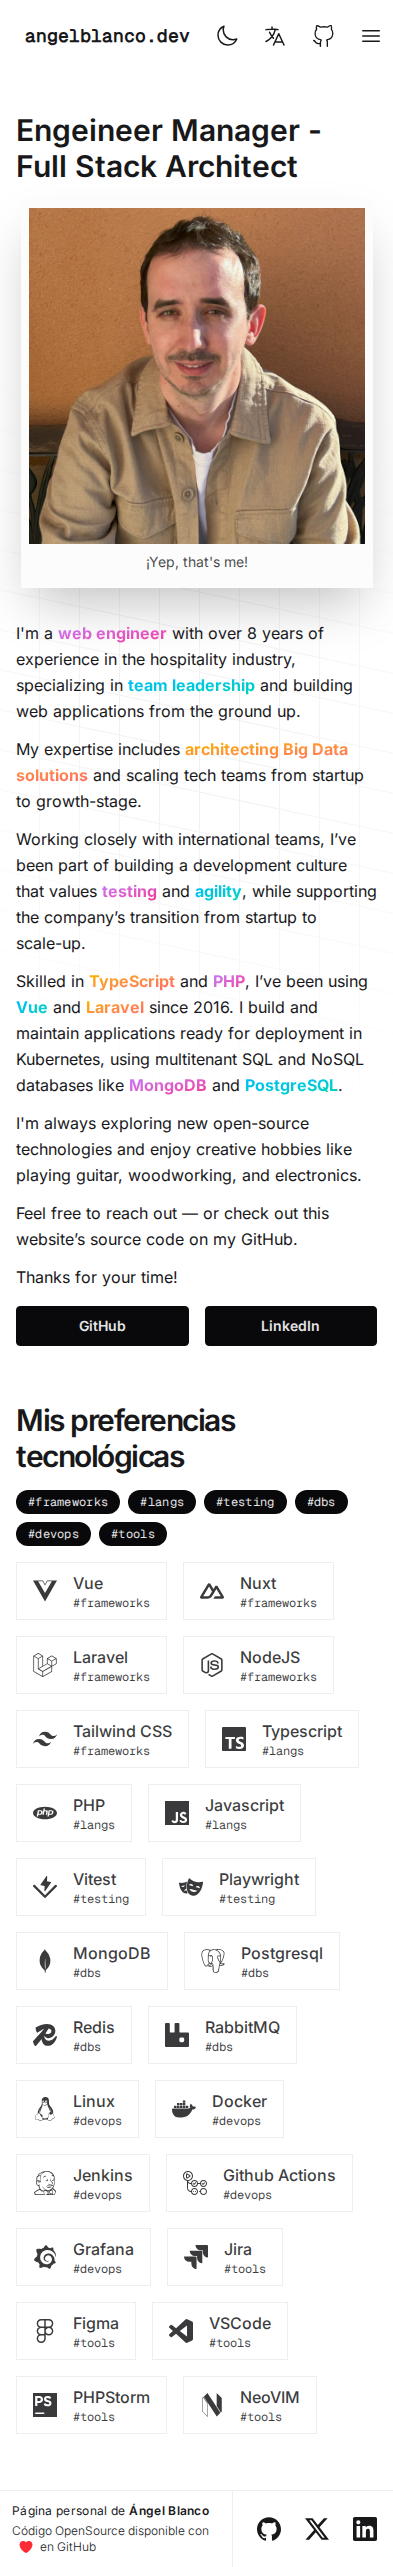 angelblanco.dev
Engeineer Manager -
Full Stack Architect
¡Yep, that's me!
I'm a web engineer with over 8 years of
experience in the hospitality industry,
specializing in team leadership and building
web applications from the ground up.
My expertise includes architecting Big Data
solutions and scaling tech teams from startup
to growth-stage.
Working closely with international teams, I’ve
been part of building a development culture
that values testing and agility, while supporting
the company’s transition from startup to
scale-up.
Skilled in TypeScript and PHP, I’ve been using
Vue and Laravel since 2016. I build and
maintain applications ready for deployment in
Kubernetes, using multitenant SQL and NoSQL
databases like MongoDB and PostgreSQL.
I'm always exploring new open-source
technologies and enjoy creative hobbies like
playing guitar, woodworking, and electronics.
Feel free to reach out — or check out this
website’s source code on my GitHub.
Thanks for your time!
GitHub LinkedIn
Mis preferencias
tecnológicas
#frameworks #langs #testing #dbs
#devops #tools
Vue Nuxt
#frameworks #frameworks
Laravel NodeJS
#frameworks #frameworks
Tailwind CSS TS Typescript
#frameworks #langs
php PHP JS Javascript
#langs #langs
Vitest Playwright
#testing #testing
MongoDB Postgresql
#dbs #dbs
Redis RabbitMQ
#dbs #dbs
Linux Docker
#devops #devops
Jenkins Github Actions
#devops #devops
Grafana Jira
#devops #tools
Figma VSCode
#tools #tools
PS PHPStorm NeoVIM
#tools #tools
Página personal de Ángel Blanco
Código OpenSource disponible con
❤️ en GitHub